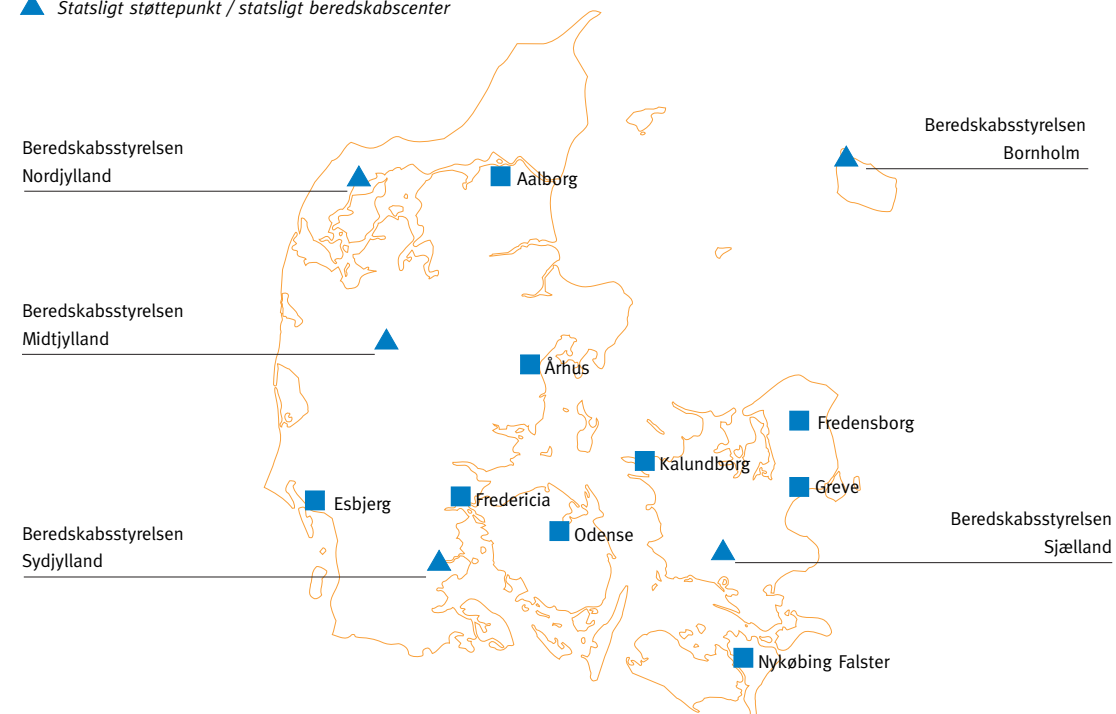 Statsligt støttepunkt / statsligt beredskabscenter
Beredskabsstyrelsen
Bornholm
Beredskabsstyrelsen
Nordjylland
Aalborg
Beredskabsstyrelsen
Midtjylland
Århus
Fredensborg
Kalundborg
Greve
Fredericia
Esbjerg
Odense
Beredskabsstyrelsen
Sjælland
Beredskabsstyrelsen
Sydjylland
Nykøbing Falster